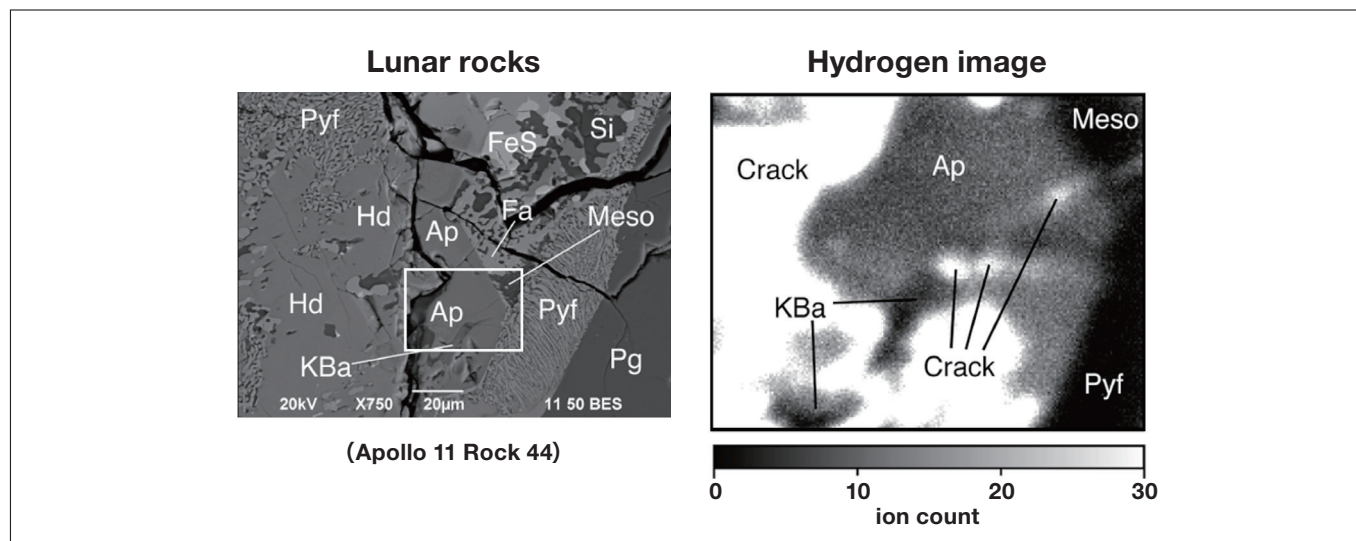 Lunar rocks
Pyf
FeS
Si
Hd
Ap
Fa
Meso
Hd
Ap
Pyf
KBa
Pg
20kV X750 20μm 11 50 BES
(Apollo 11 Rock 44)
Hydrogen image
Meso
Crack
Ap
KBa
Crack
Pyf
0 10 20 30
ion count